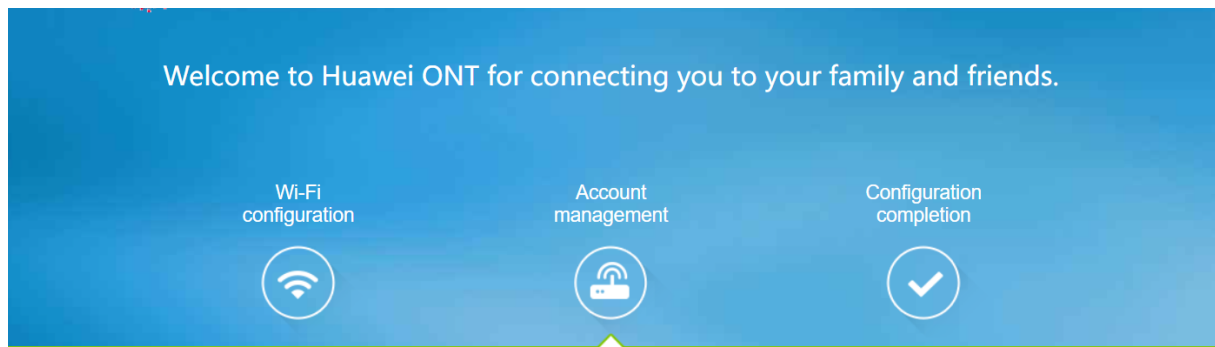 Welcome to Huawei ONT for connecting you to your family and friends.
Wi-Fi
configuration
Account
management
Configuration
completion